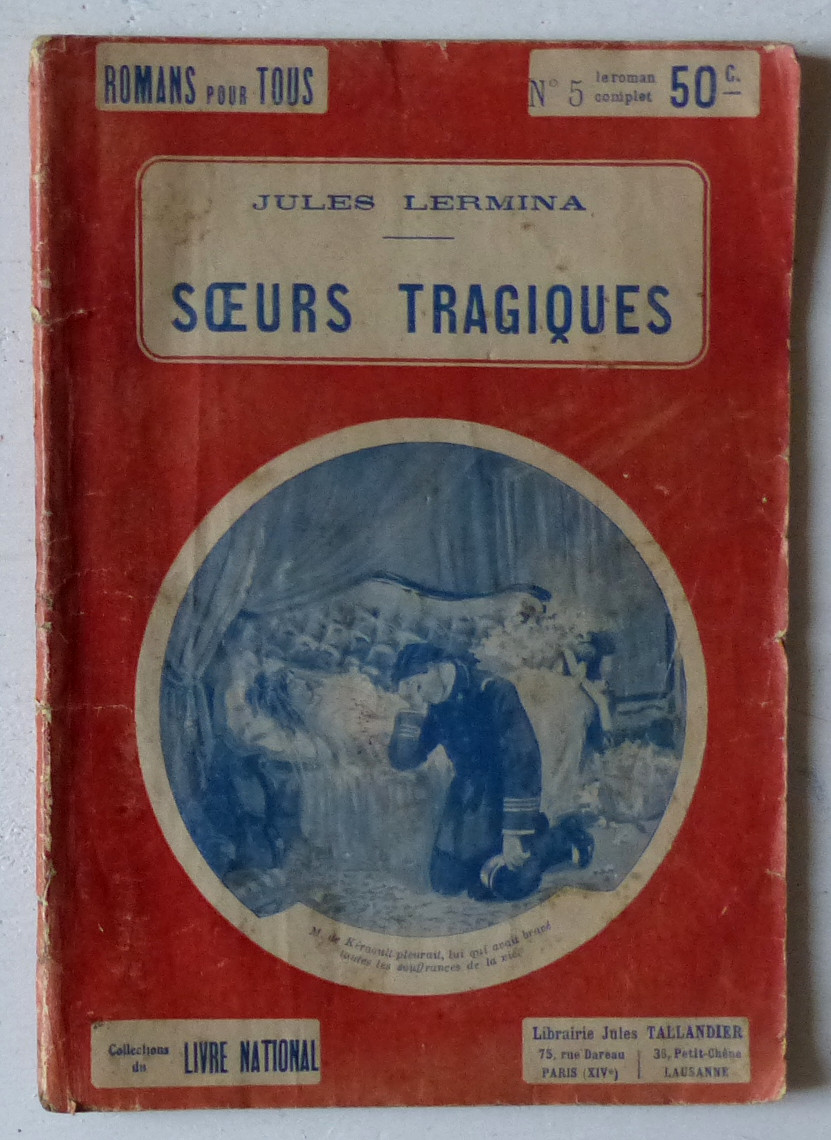 ROMANS POUR TOUS
N° 5 le roman complet 50 C.
JULES LERMINA
SŒURS TRAGIQUES
M. de Kéraouil pleurait, lui qui avait bravé
toutes les souffrances de la vie.
Collections du LIVRE NATIONAL
Librairie Jules TALLANDIER
75, rue Dareau
PARIS (XIVe)
38, Petit-Chêne
LAUSANNE